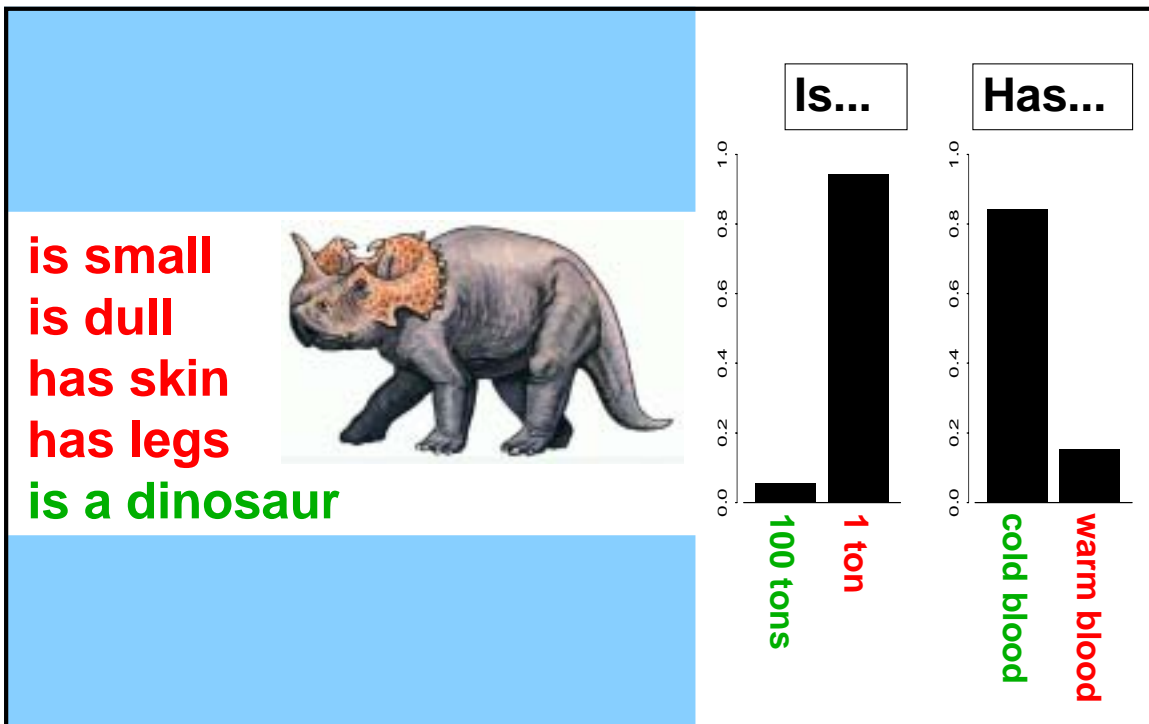 is small
is dull
has skin
has legs
is a dinosaur
Is...
1.0
0.8
0.6
0.4
0.2
0.0
100 tons
1 ton
Has...
1.0
0.8
0.6
0.4
0.2
0.0
cold blood
warm blood